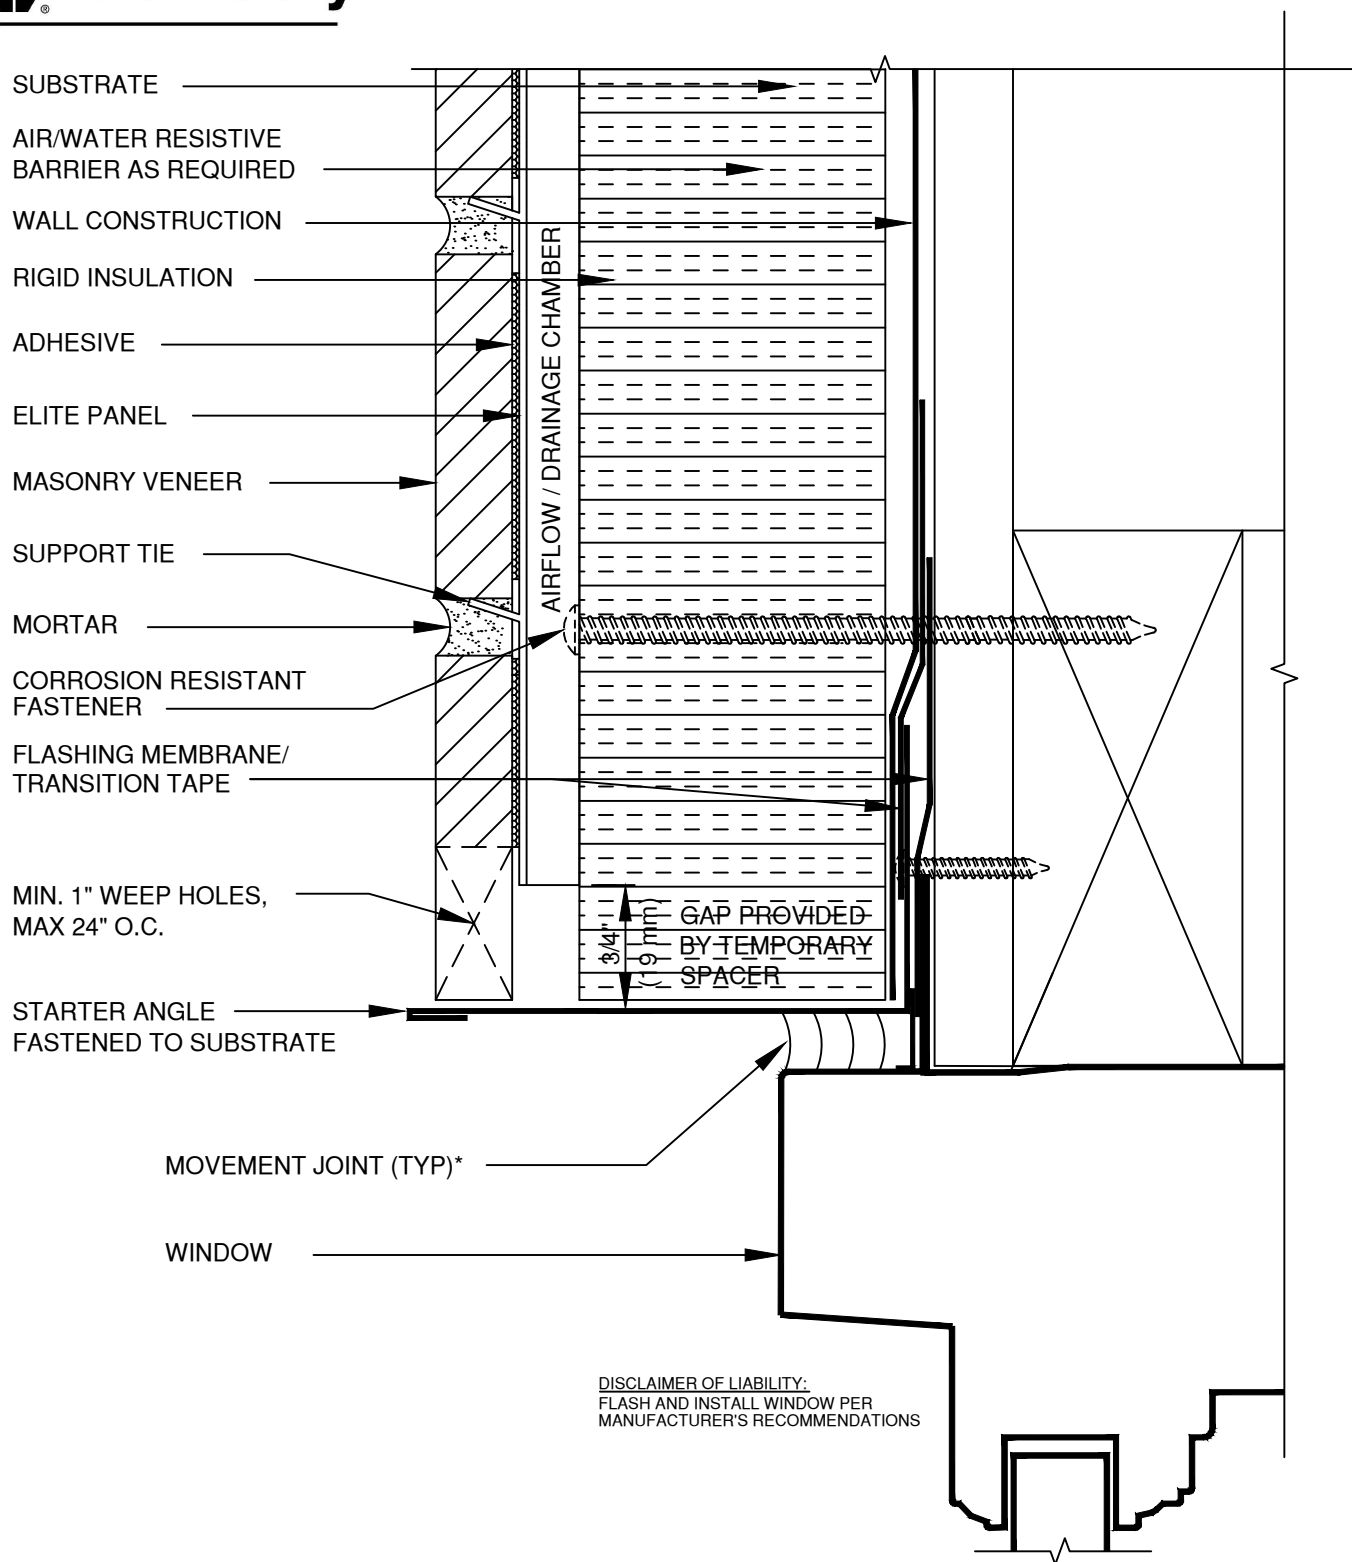 ®
SUBSTRATE
AIR/WATER RESISTIVE
BARRIER AS REQUIRED
WALL CONSTRUCTION
RIGID INSULATION
ADHESIVE
ELITE PANEL
MASONRY VENEER
SUPPORT TIE
MORTAR
CORROSION RESISTANT
FASTENER
FLASHING MEMBRANE/
TRANSITION TAPE
MIN. 1" WEEP HOLES,
MAX 24" O.C.
STARTER ANGLE
FASTENED TO SUBSTRATE
AIRFLOW / DRAINAGE CHAMBER
3/4"
(19 mm)
GAP PROVIDED
BY TEMPORARY
SPACER
MOVEMENT JOINT (TYP)*
WINDOW
DISCLAIMER OF LIABILITY:
FLASH AND INSTALL WINDOW PER
MANUFACTURER'S RECOMMENDATIONS